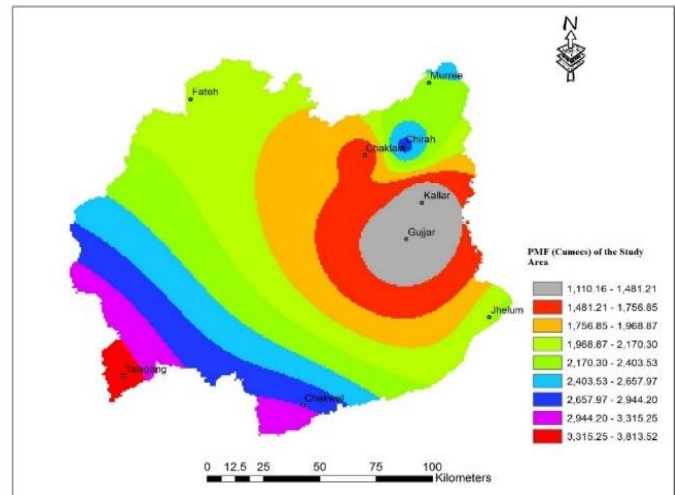 N
Murree
Fateh
Chirah
Chaklala
Kallar
Gujjar
PMF (Cumecs) of the Study
Area
1,110.16 - 1,481.21
1,481.21 - 1,756.85
1,756.85 - 1,968.87
1,968.87 - 2,170.30
2,170.30 - 2,403.53
2,403.53 - 2,657.97
2,657.97 - 2,944.20
2,944.20 - 3,315.25
3,315.25 - 3,813.52
Jhelum
Talagang
Chakwal
0 12.5 25 50 75 100
Kilometers